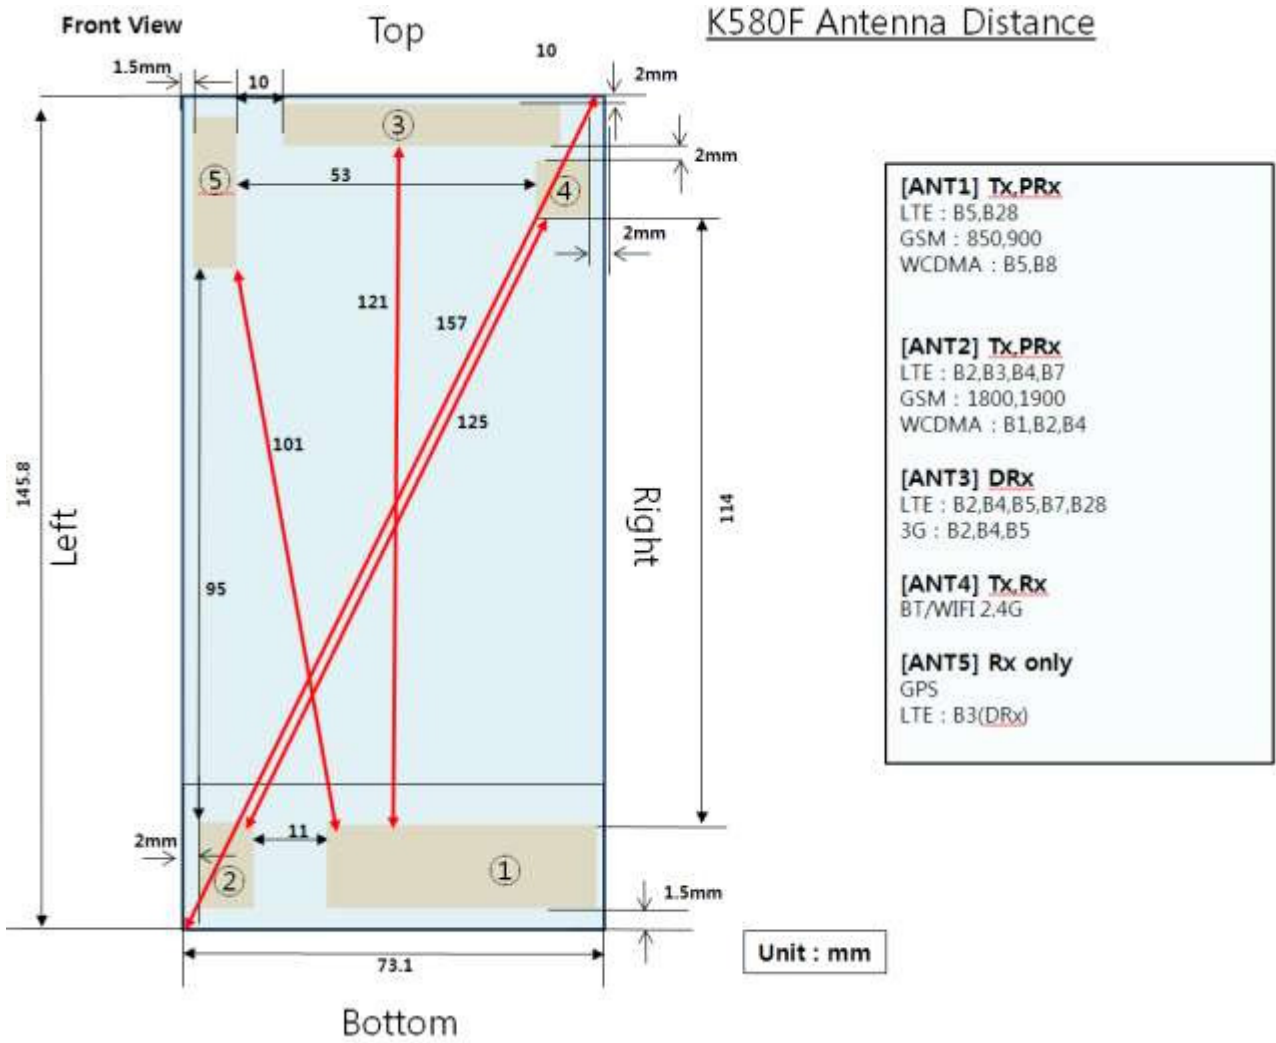 Front View
Top
K580F Antenna Distance
10
1.5mm
10
2mm
③
2mm
⑤
53
④
2mm
[ANT1] Tx,PRx
LTE : B5,B28
GSM : 850,900
WCDMA : B5,B8
[ANT2] Tx,PRx
LTE : B2,B3,B4,B7
GSM : 1800,1900
WCDMA : B1,B2,B4
[ANT3] DRx
LTE : B2,B4,B5,B7,B28
3G : B2,B4,B5
[ANT4] Tx,Rx
BT/WIFI 2,4G
[ANT5] Rx only
GPS
LTE : B3(DRx)
121
157
125
101
145.8
Left
Right
114
95
11
2mm
②
①
1.5mm
Unit : mm
73.1
Bottom